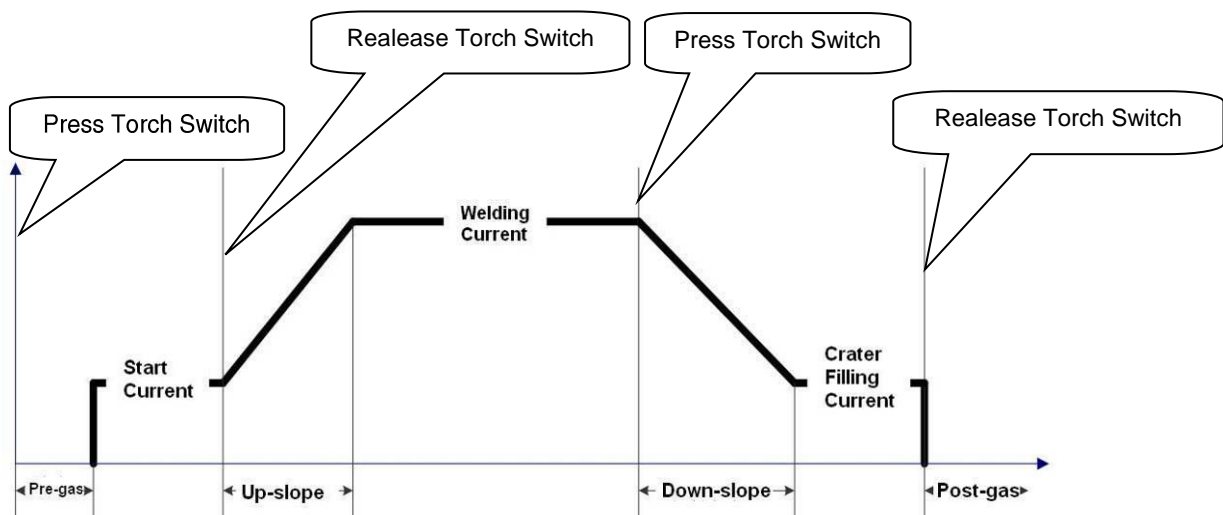 Realease Torch Switch
Press Torch Switch
Press Torch Switch
Realease Torch Switch
Welding
Current
Start
Current
Crater
Filling
Current
Pre-gas
Up-slope
Down-slope
Post-gas